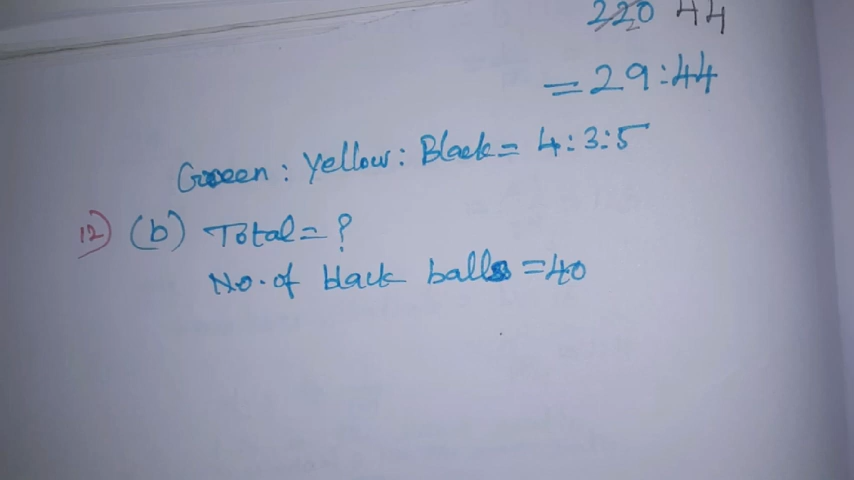 220 44
= 29:44
Green : Yellow : Black = 4:3:5
12) (b) Total = ?
No. of black balls = 40